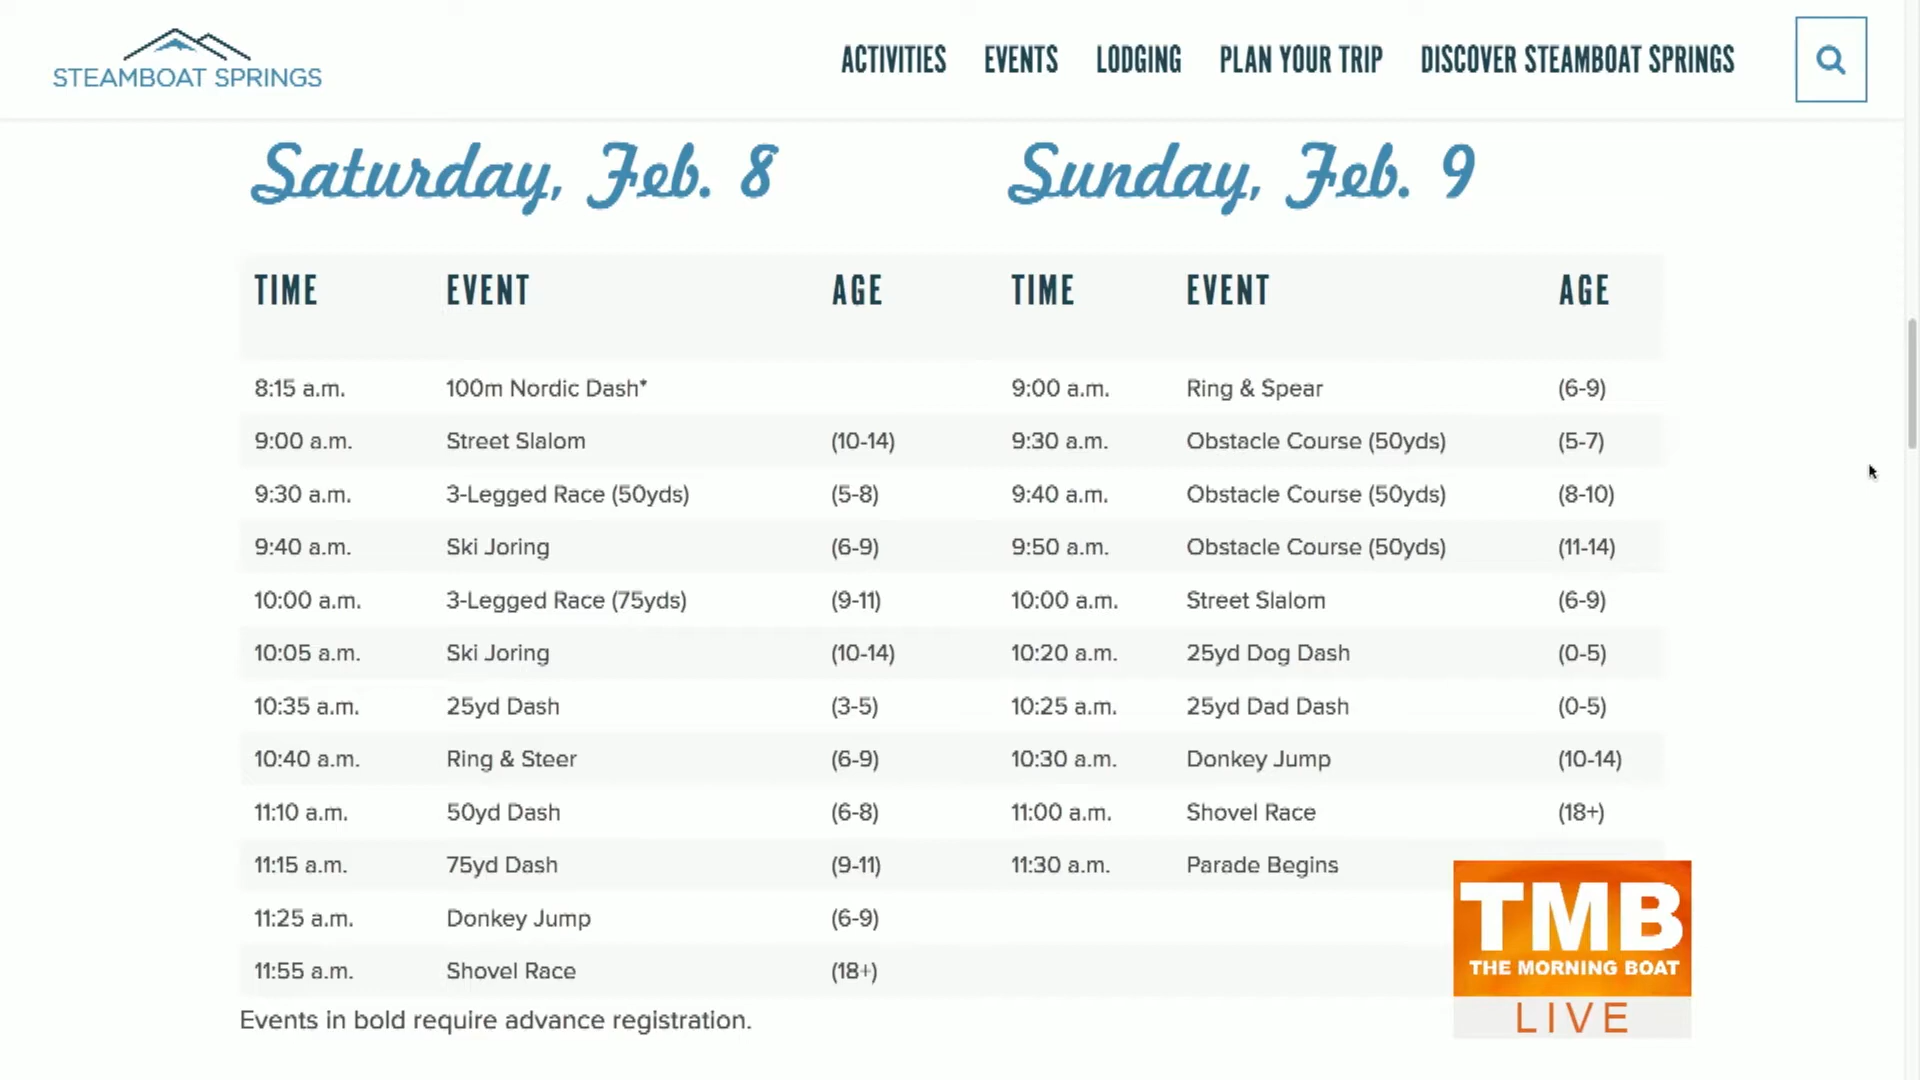 STEAMBOAT SPRINGS
ACTIVITIES EVENTS LODGING PLAN YOUR TRIP DISCOVER STEAMBOAT SPRINGS
Saturday, Feb. 8
TIME EVENT AGE
8:15 a.m. 100m Nordic Dash*
9:00 a.m. Street Slalom (10-14)
9:30 a.m. 3-Legged Race (50yds) (5-8)
9:40 a.m. Ski Joring (6-9)
10:00 a.m. 3-Legged Race (75yds) (9-11)
10:05 a.m. Ski Joring (10-14)
10:35 a.m. 25yd Dash (3-5)
10:40 a.m. Ring & Steer (6-9)
11:10 a.m. 50yd Dash (6-8)
11:15 a.m. 75yd Dash (9-11)
11:25 a.m. Donkey Jump (6-9)
11:55 a.m. Shovel Race (18+)
Events in bold require advance registration.
Sunday, Feb. 9
TIME EVENT AGE
9:00 a.m. Ring & Spear (6-9)
9:30 a.m. Obstacle Course (50yds) (5-7)
9:40 a.m. Obstacle Course (50yds) (8-10)
9:50 a.m. Obstacle Course (50yds) (11-14)
10:00 a.m. Street Slalom (6-9)
10:20 a.m. 25yd Dog Dash (0-5)
10:25 a.m. 25yd Dad Dash (0-5)
10:30 a.m. Donkey Jump (10-14)
11:00 a.m. Shovel Race (18+)
11:30 a.m. Parade Begins
TMB
THE MORNING BOAT
LIVE